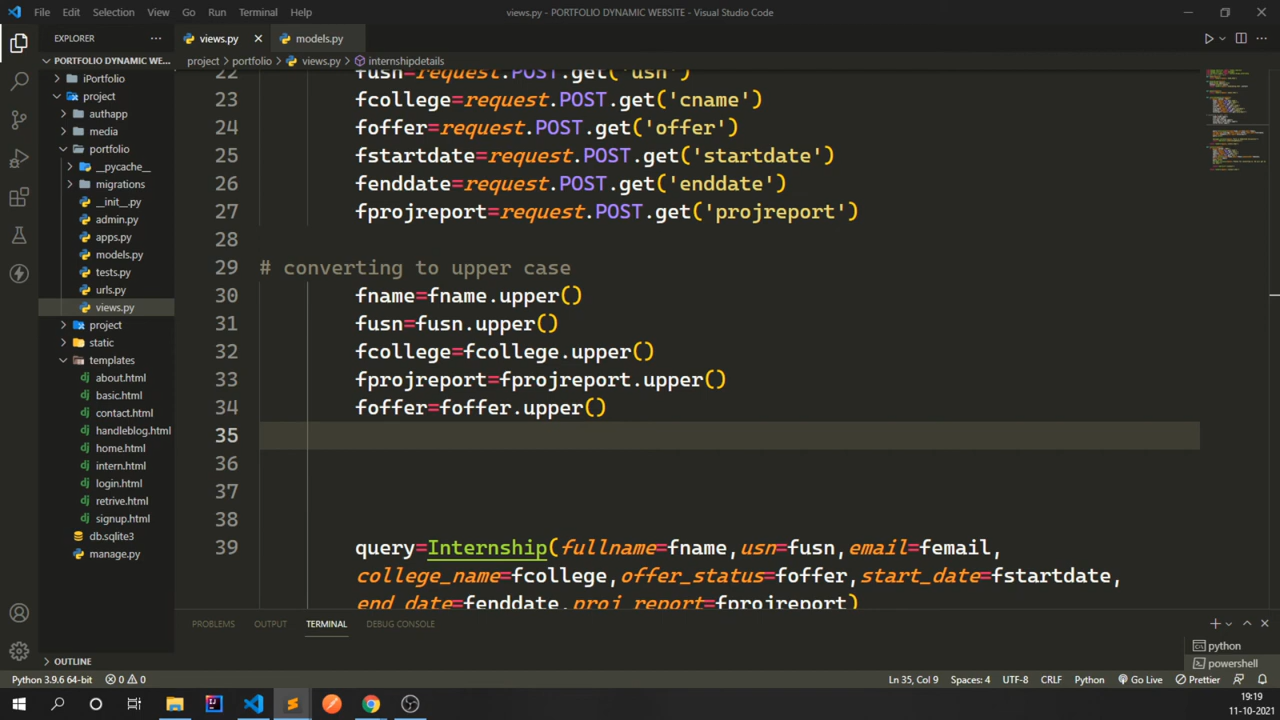 File Edit Selection View Go Run Terminal Help
views.py - PORTFOLIO DYNAMIC WEBSITE - Visual Studio Code
EXPLORER
PORTFOLIO DYNAMIC WE...
iPortfolio
project
authapp
media
portfolio
__pycache__
migrations
__init__.py
admin.py
apps.py
models.py
tests.py
urls.py
views.py
project
static
templates
about.html
basic.html
contact.html
handleblog.html
home.html
intern.html
login.html
retrive.html
signup.html
db.sqlite3
manage.py
OUTLINE
views.py
models.py
project > portfolio > views.py > internshipdetails
22 fusn=request.POST.get('usn')
23 fcollege=request.POST.get('cname')
24 foffer=request.POST.get('offer')
25 fstartdate=request.POST.get('startdate')
26 fenddate=request.POST.get('enddate')
27 fprojreport=request.POST.get('projreport')
28
29 # converting to upper case
30 fname=fname.upper()
31 fusn=fusn.upper()
32 fcollege=fcollege.upper()
33 fprojreport=fprojreport.upper()
34 foffer=foffer.upper()
35
36
37
38
39 query=Internship(fullname=fname,usn=fusn,email=femail,
college_name=fcollege,offer_status=foffer,start_date=fstartdate,
end_date=fenddate,proj_report=fprojreport)
PROBLEMS OUTPUT TERMINAL DEBUG CONSOLE
python
powershell
Python 3.9.6 64-bit 0 0 Ln 35, Col 9 Spaces: 4 UTF-8 CRLF Python Go Live Prettier
19:19
11-10-2021